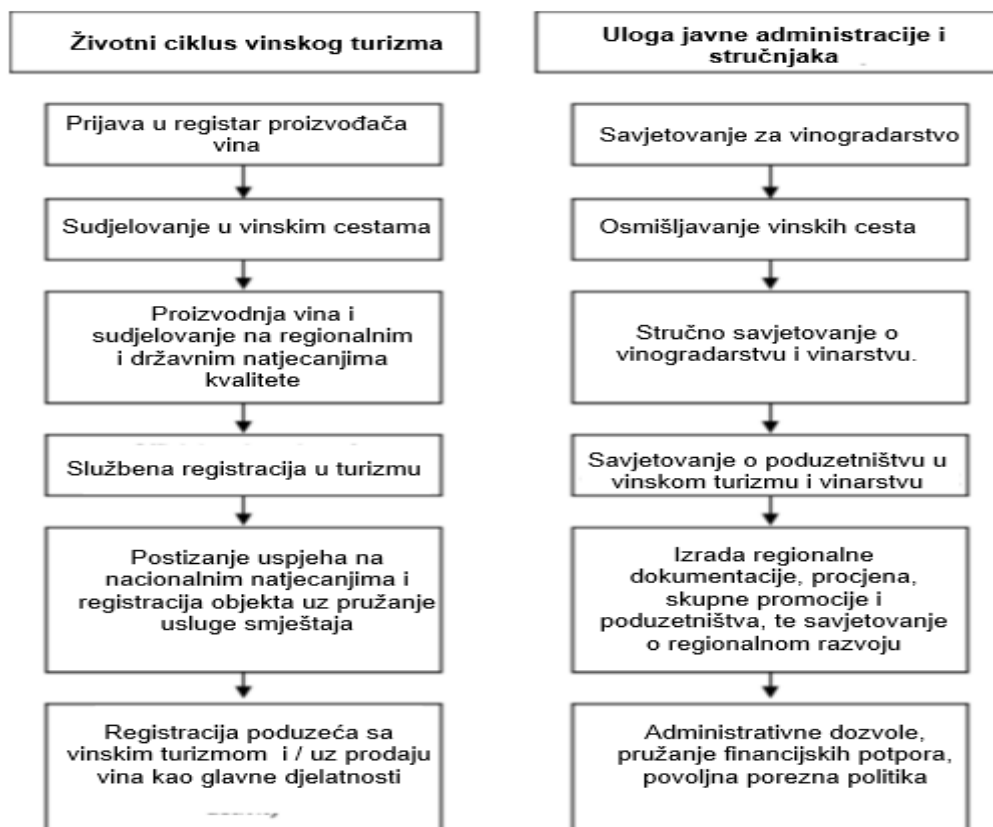 Životni ciklus vinskog turizma
Prijava u registar proizvođača
vina
Sudjelovanje u vinskim cestama
Proizvodnja vina i
sudjelovanje na regionalnim
i državnim natjecanjima
kvalitete
Službena registracija u turizmu
Postizanje uspjeha na
nacionalnim natjecanjima i
registracija objekta uz pružanje
usluge smještaja
Registracija poduzeća sa
vinskim turizmom i / uz prodaju
vina kao glavne djelatnosti
Uloga javne administracije i
stručnjaka
Savjetovanje za vinogradarstvo
Osmišljavanje vinskih cesta
Stručno savjetovanje o
vinogradarstvu i vinarstvu.
Savjetovanje o poduzetništvu u
vinskom turizmu i vinarstvu
Izrada regionalne
dokumentacije, procjena,
skupne promocije i
poduzetništva, te savjetovanje
o regionalnom razvoju
Administrativne dozvole,
pružanje financijskih potpora,
povoljna porezna politika